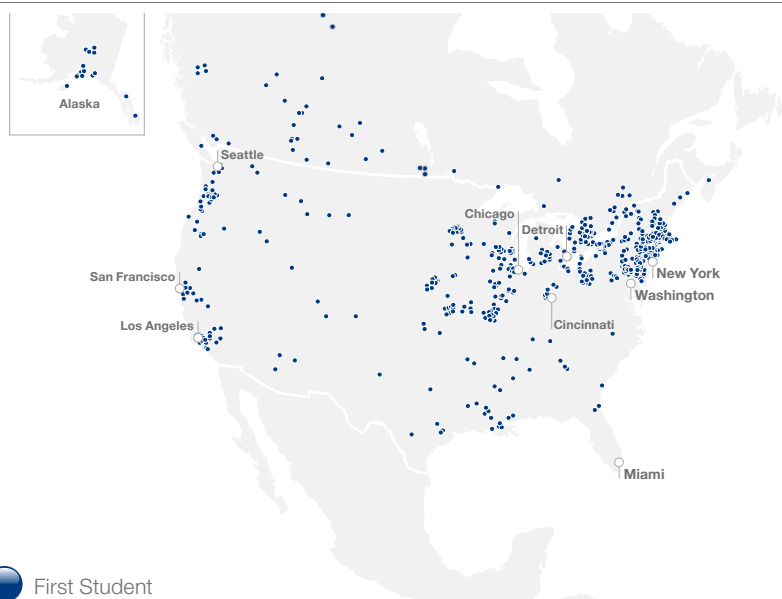 Alaska
Seattle
Chicago
Detroit
San Francisco
New York
Washington
Los Angeles
Cincinnati
Miami
First Student